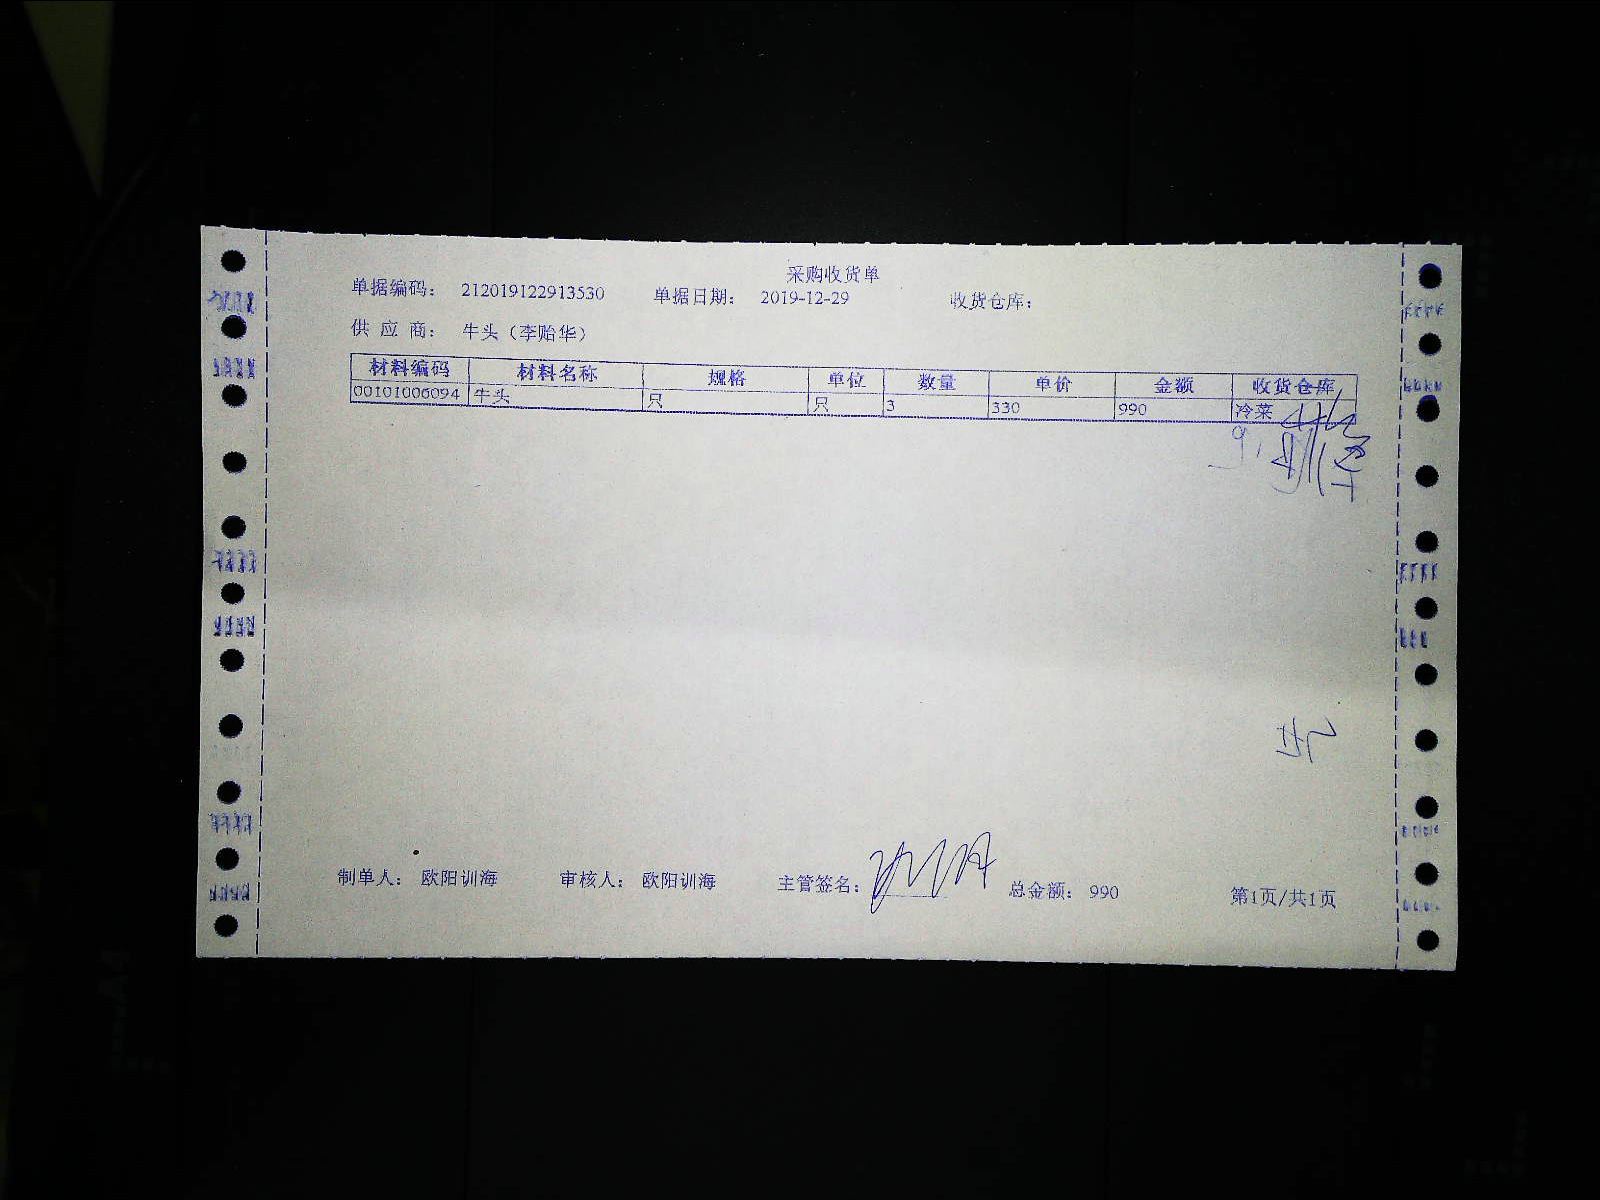 采购收货单
单据编码： 212019122913530 单据日期： 2019-12-29 收货仓库：
供应商： 牛头（李贻华）
材料编码 材料名称 规格 单位 数量 单价 金额 收货仓库
00101006094 牛头 只 只 3 330 990 冷菜
制单人： 欧阳训海 审核人： 欧阳训海 主管签名： 总金额： 990 第1页/共1页